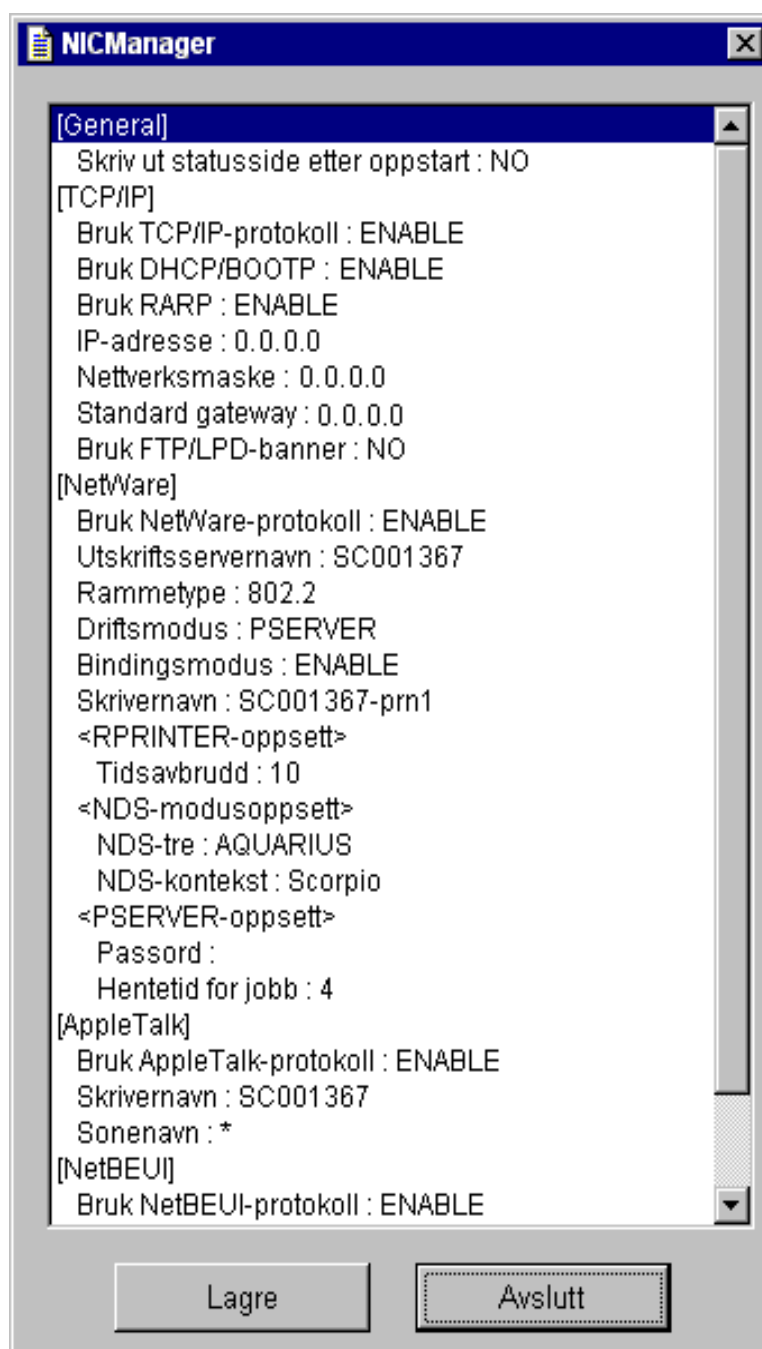 NICManager
[General]
Skriv ut statusside etter oppstart : NO
[TCP/IP]
Bruk TCP/IP-protokoll : ENABLE
Bruk DHCP/BOOTP : ENABLE
Bruk RARP : ENABLE
IP-adresse : 0.0.0.0
Nettverksmaske : 0.0.0.0
Standard gateway : 0.0.0.0
Bruk FTP/LPD-banner : NO
[NetWare]
Bruk NetWare-protokoll : ENABLE
Utskriftsservernavn : SC001367
Rammetype : 802.2
Driftsmodus : PSERVER
Bindingsmodus : ENABLE
Skrivernavn : SC001367-prn1
<RPRINTER-oppsett>
Tidsavbrudd : 10
<NDS-modusoppsett>
NDS-tre : AQUARIUS
NDS-kontekst : Scorpio
<PSERVER-oppsett>
Passord :
Hentetid for jobb : 4
[AppleTalk]
Bruk AppleTalk-protokoll : ENABLE
Skrivernavn : SC001367
Sonenavn : *
[NetBEUI]
Bruk NetBEUI-protokoll : ENABLE
Lagre
Avslutt